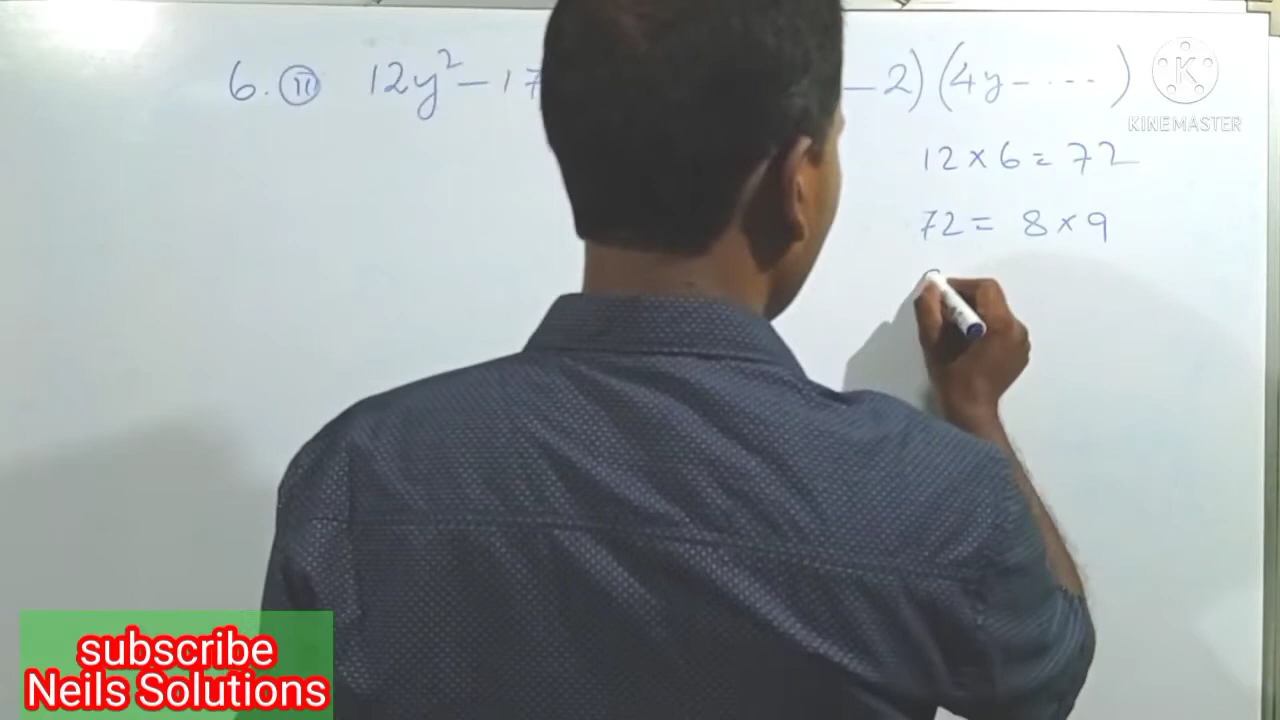 6. (ii) 12y² - 17 - 2) (4y - ···· )
12 × 6 = 72
72 = 8 × 9
K
KINEMASTER
subscribe
Neils Solutions